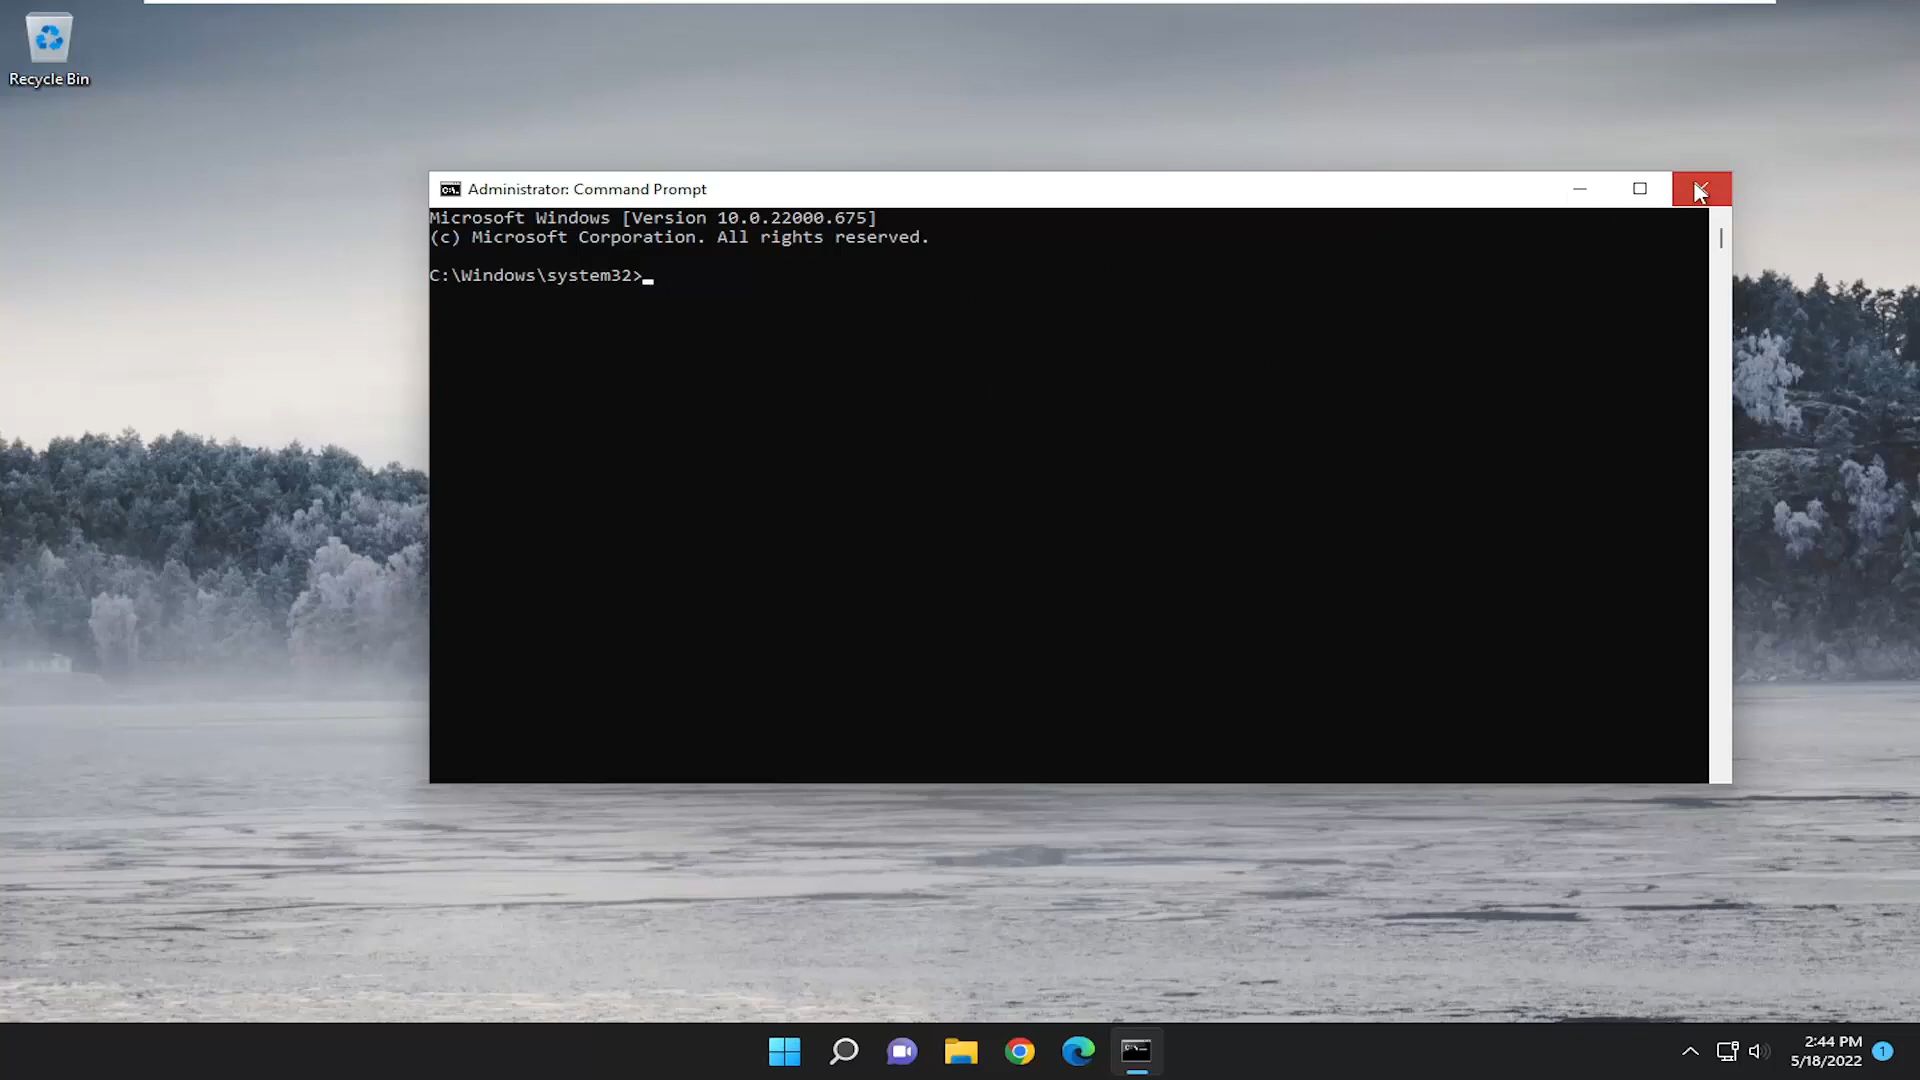 Recycle Bin
Administrator: Command Prompt
Microsoft Windows [Version 10.0.22000.675]
(c) Microsoft Corporation. All rights reserved.
C:\Windows\system32>
2:44 PM
5/18/2022
1